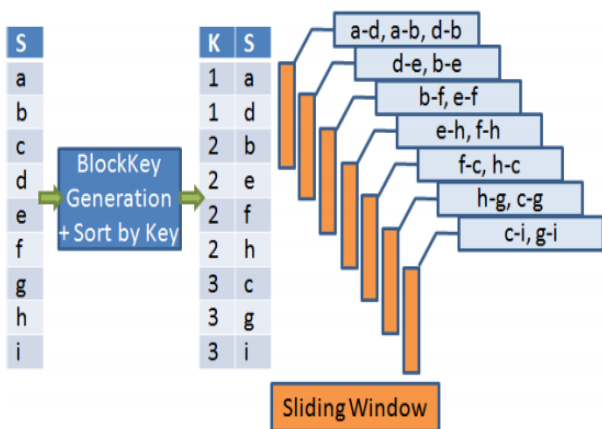 S
a
b
c
d
e
f
g
h
i
BlockKey
Generation
+ Sort by Key
K S
1 a
1 d
2 b
2 e
2 f
2 h
3 c
3 g
3 i
a-d, a-b, d-b
d-e, b-e
b-f, e-f
e-h, f-h
f-c, h-c
h-g, c-g
c-i, g-i
Sliding Window